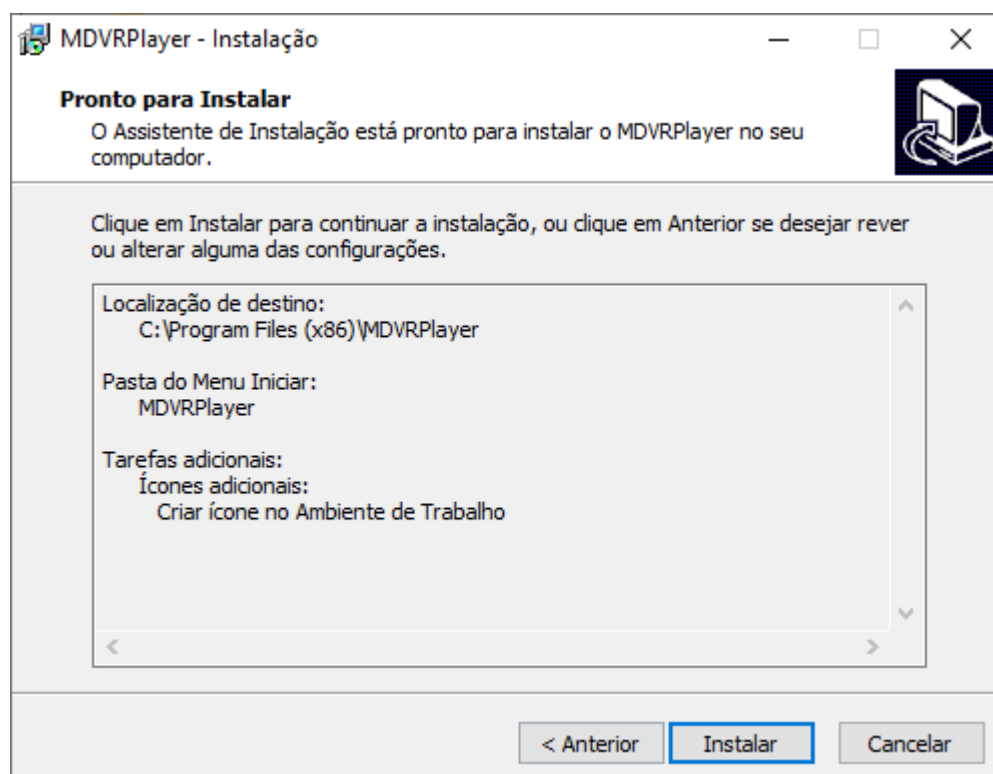 MDVRPlayer - Instalação
Pronto para Instalar
O Assistente de Instalação está pronto para instalar o MDVRPlayer no seu
computador.
Clique em Instalar para continuar a instalação, ou clique em Anterior se desejar rever
ou alterar alguma das configurações.
Localização de destino:
C:\Program Files (x86)\MDVRPlayer
Pasta do Menu Iniciar:
MDVRPlayer
Tarefas adicionais:
Ícones adicionais:
Criar ícone no Ambiente de Trabalho
< Anterior
Instalar
Cancelar